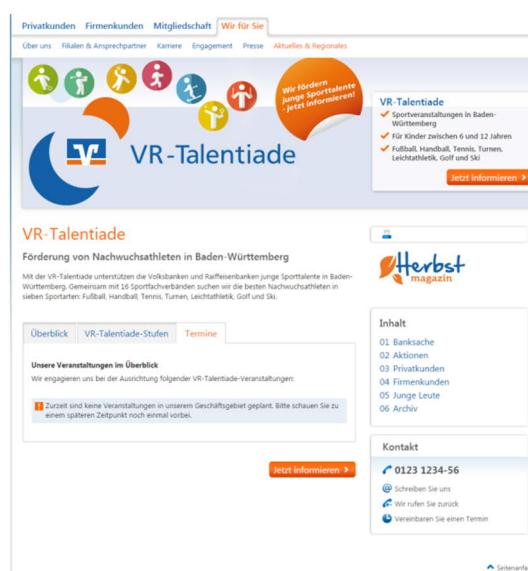 Privatkunden Firmenkunden Mitgliedschaft Wir für Sie
Über uns Filialen & Ansprechpartner Karriere Engagement Presse Aktuelles & Regionales
Wir fördern
junge Sporttalente
- jetzt informieren!
VR-Talentiade
VR-Talentiade
Sportveranstaltungen in Baden-
Württemberg
Für Kinder zwischen 6 und 12 Jahren
Fußball, Handball, Tennis, Turnen,
Leichtathletik, Golf und Ski
Jetzt informieren
VR-Talentiade
Förderung von Nachwuchsathleten in Baden-Württemberg
Mit der VR-Talentiade unterstützen die Volksbanken und Raiffeisenbanken junge Sporttalente in Baden-
Württemberg. Gemeinsam mit 16 Sportfachverbänden suchen wir die besten Nachwuchsathleten in
sieben Sportarten: Fußball, Handball, Tennis, Turnen, Leichtathletik, Golf und Ski.
Überblick VR-Talentiade-Stufen Termine
Unsere Veranstaltungen im Überblick
Wir engagieren uns bei der Ausrichtung folgender VR-Talentiade-Veranstaltungen:
Zurzeit sind keine Veranstaltungen in unserem Geschäftsgebiet geplant. Bitte schauen Sie zu
einem späteren Zeitpunkt noch einmal vorbei.
Jetzt informieren
Herbst
magazin
Inhalt
01 Banksache
02 Aktionen
03 Privatkunden
04 Firmenkunden
05 Junge Leute
06 Archiv
Kontakt
0123 1234-56
Schreiben Sie uns
Wir rufen Sie zurück
Vereinbaren Sie einen Termin
Seitenanfa